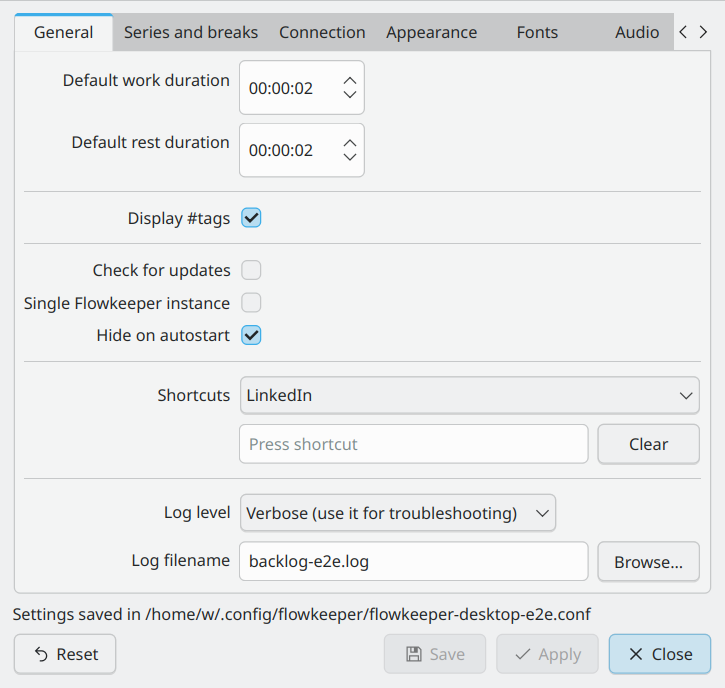 General Series and breaks Connection Appearance Fonts Audio
Default work duration 00:00:02
Default rest duration 00:00:02
Display #tags
Check for updates
Single Flowkeeper instance
Hide on autostart
Shortcuts LinkedIn
Press shortcut Clear
Log level Verbose (use it for troubleshooting)
Log filename backlog-e2e.log Browse...
Settings saved in /home/w/.config/flowkeeper/flowkeeper-desktop-e2e.conf
Reset Save Apply Close